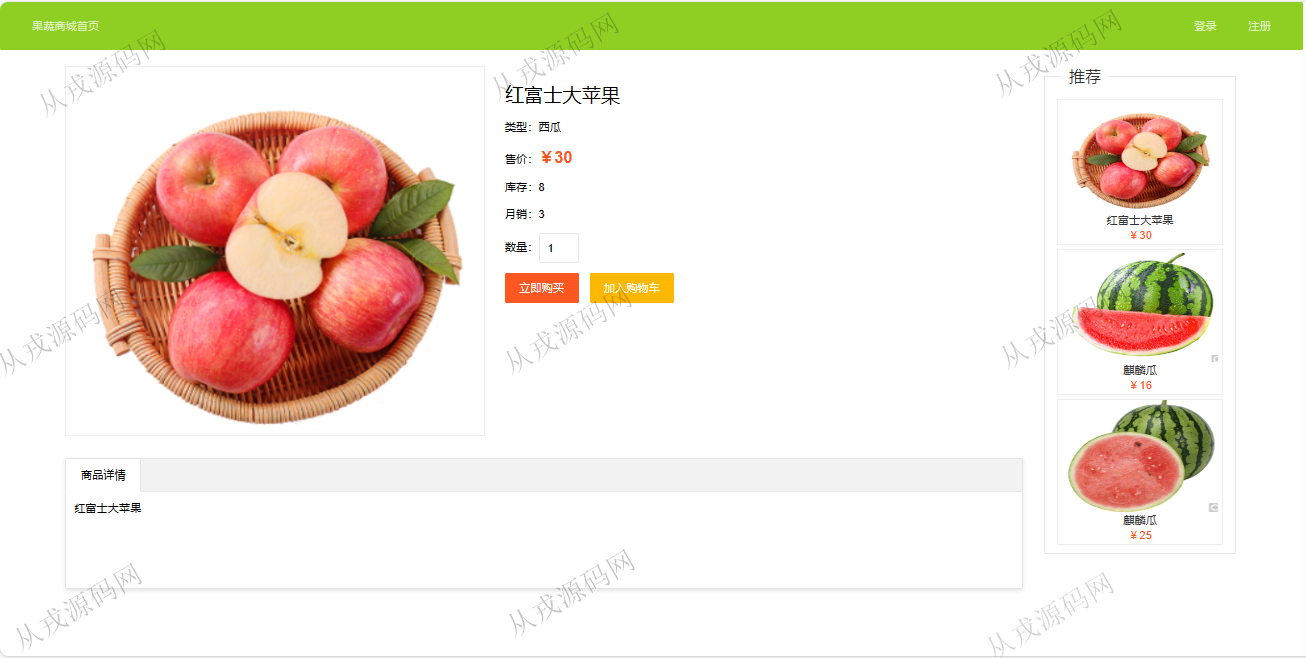 果蔬商城首页
登录
注册
红富士大苹果
类型：西瓜
售价：￥30
库存：8
月销：3
数量：1
立即购买
加入购物车
商品详情
红富士大苹果
推荐
红富士大苹果
￥30
麒麟瓜
￥16
麒麟瓜
￥25
从戎源码网
从戎源码网
从戎源码网
从戎源码网
从戎源码网
从戎源码网
从戎源码网
从戎源码网
从戎源码网